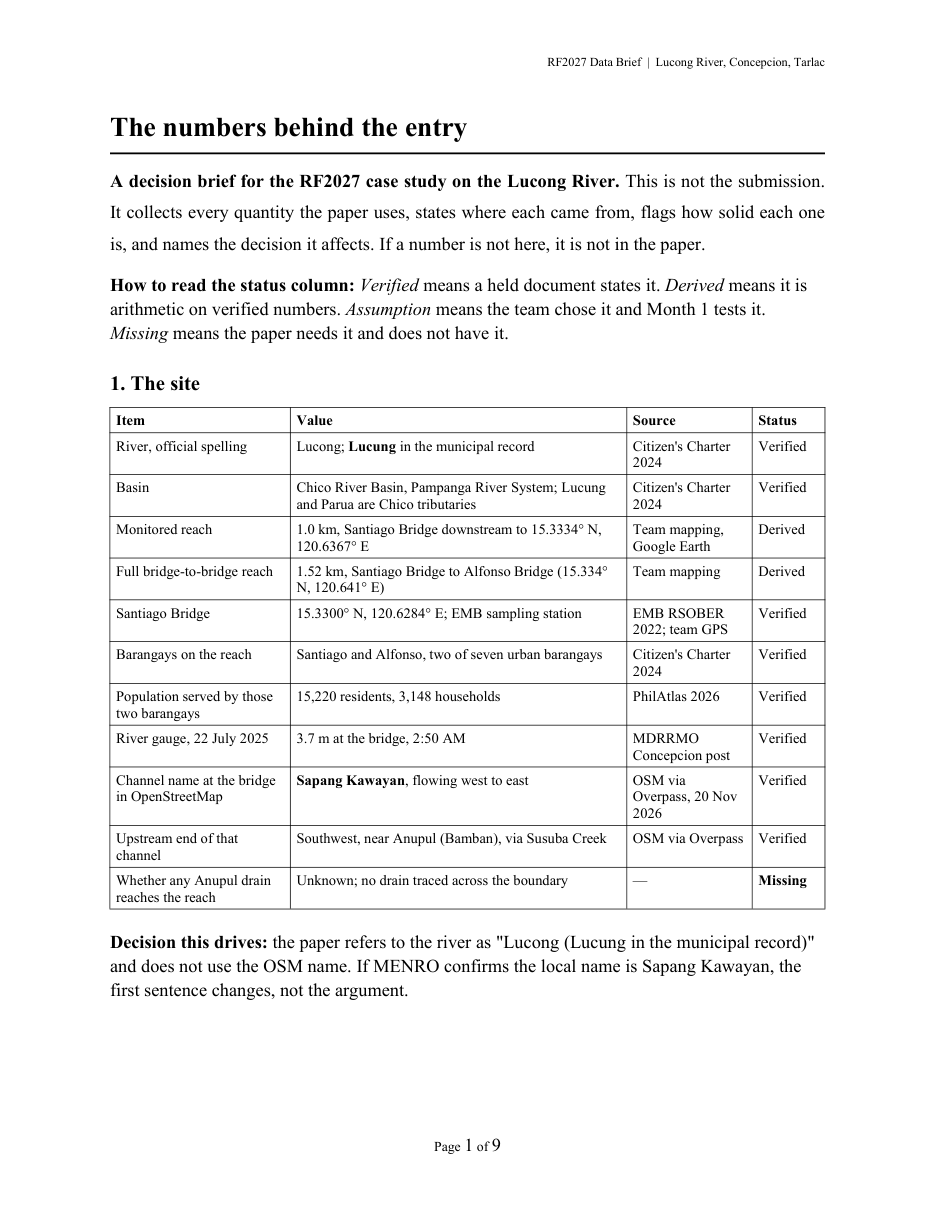 RF2027 Data Brief | Lucong River, Concepcion, Tarlac
The numbers behind the entry
A decision brief for the RF2027 case study on the Lucong River. This is not the submission.
It collects every quantity the paper uses, states where each came from, flags how solid each one
is, and names the decision it affects. If a number is not here, it is not in the paper.
How to read the status column: Verified means a held document states it. Derived means it is
arithmetic on verified numbers. Assumption means the team chose it and Month 1 tests it.
Missing means the paper needs it and does not have it.
1. The site
Item Value Source Status
River, official spelling Lucong; Lucung in the municipal record Citizen's Charter Verified
2024
Basin Chico River Basin, Pampanga River System; Lucung Citizen's Charter Verified
and Parua are Chico tributaries 2024
Monitored reach 1.0 km, Santiago Bridge downstream to 15.3334° N, Team mapping, Derived
120.6367° E Google Earth
Full bridge-to-bridge reach 1.52 km, Santiago Bridge to Alfonso Bridge (15.334° Team mapping Derived
N, 120.641° E)
Santiago Bridge 15.3300° N, 120.6284° E; EMB sampling station EMB RSOBER Verified
2022; team GPS
Barangays on the reach Santiago and Alfonso, two of seven urban barangays Citizen's Charter Verified
2024
Population served by those 15,220 residents, 3,148 households PhilAtlas 2026 Verified
two barangays
River gauge, 22 July 2025 3.7 m at the bridge, 2:50 AM MDRRMO Verified
Concepcion post
Channel name at the bridge Sapang Kawayan, flowing west to east OSM via Verified
in OpenStreetMap Overpass, 20 Nov
2026
Upstream end of that Southwest, near Anupul (Bamban), via Susuba Creek OSM via Overpass Verified
channel
Whether any Anupul drain Unknown; no drain traced across the boundary — Missing
reaches the reach
Decision this drives: the paper refers to the river as "Lucong (Lucung in the municipal record)"
and does not use the OSM name. If MENRO confirms the local name is Sapang Kawayan, the
first sentence changes, not the argument.
Page 1 of 9